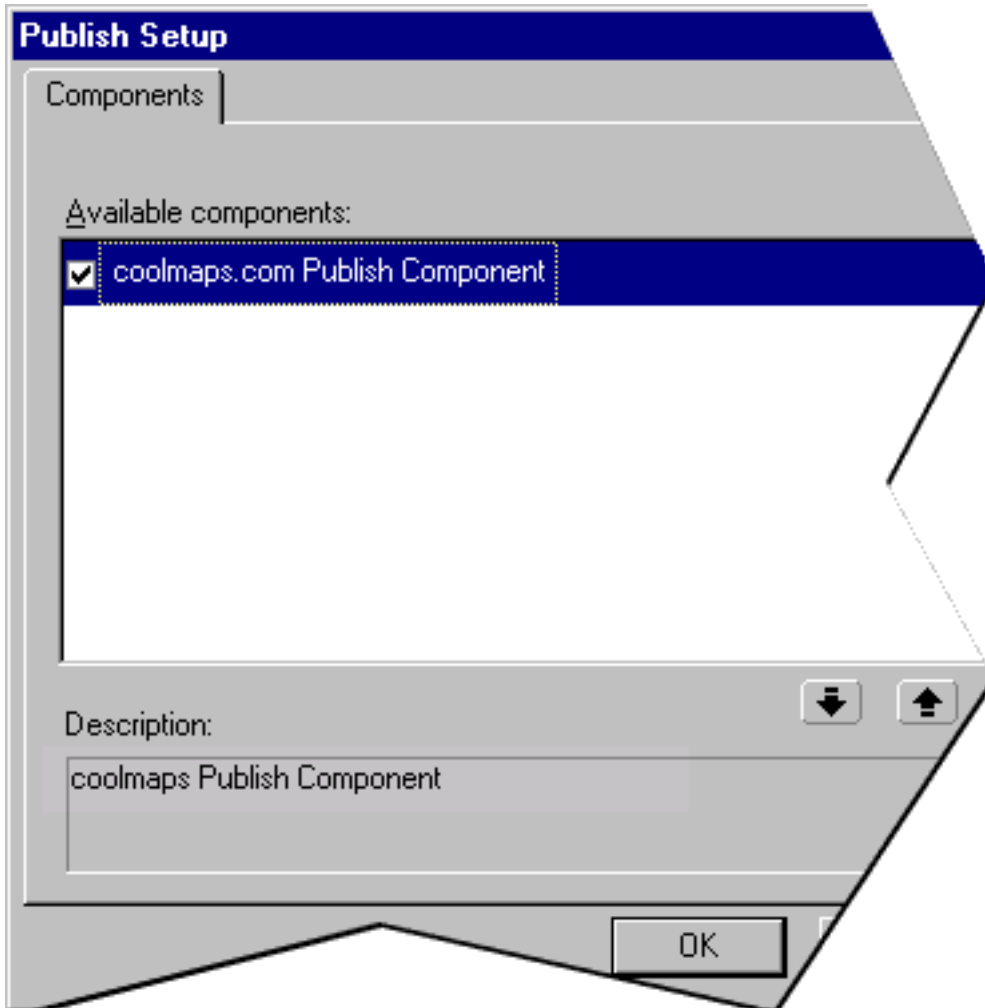 Publish Setup
Components
Available components:
coolmaps.com Publish Component
Description:
coolmaps Publish Component
OK